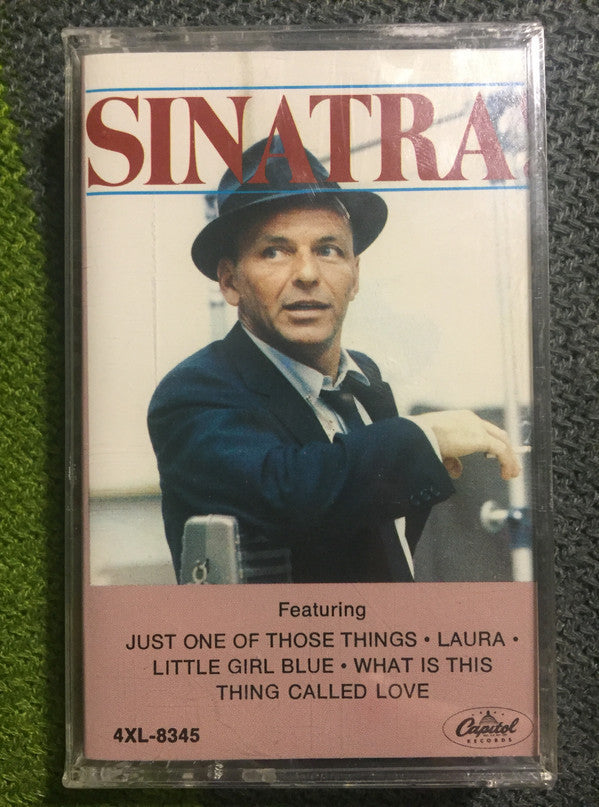 SINATRA
Featuring
JUST ONE OF THOSE THINGS • LAURA •
LITTLE GIRL BLUE • WHAT IS THIS
THING CALLED LOVE
4XL-8345
Capitol
RECORDS